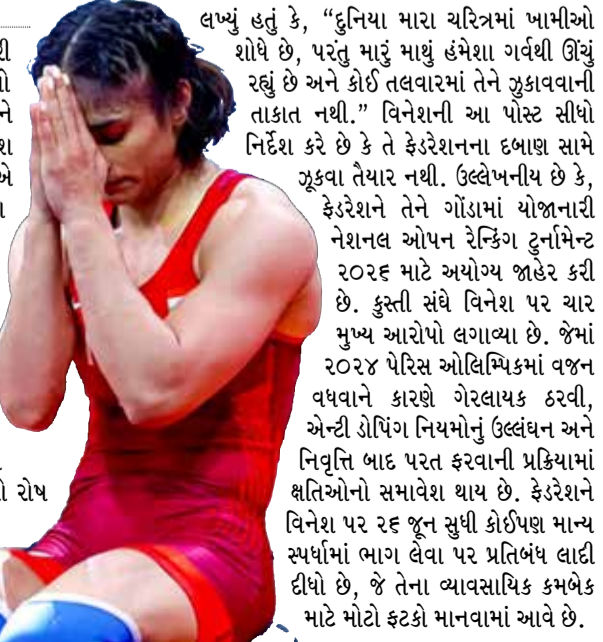 લખ્યું હતું કે, “દુનિયા મારા ચરિત્રમાં ખામીઓ
શોધે છે, પરંતુ મારું માથું હંમેશા ગર્વથી ઊંચું
રહ્યું છે અને કોઈ તલવારમાં તેને ઝુકાવવાની
તાકાત નથી.” વિનેશની આ પોસ્ટ સીધો
નિર્દેશ કરે છે કે તે ફેડરેશનના દબાણ સામે
ઝૂકવા તૈયાર નથી. ઉલ્લેખનીય છે કે,
ફેડરેશને તેને ગોંડામાં યોજાનારી
નેશનલ ઓપન રેન્કિંગ ટુર્નામેન્ટ
૨૦૨૬ માટે અયોગ્ય જાહેર કરી
છે. કુસ્તી સંઘે વિનેશ પર ચાર
મુખ્ય આરોપો લગાવ્યા છે. જેમાં
૨૦૨૪ પેરિસ ઓલિમ્પિકમાં વજન
વધવાને કારણે ગેરલાયક ઠરવી,
એન્ટી ડોપિંગ નિયમોનું ઉલ્લંઘન અને
નિવૃત્તિ બાદ પરત ફરવાની પ્રક્રિયામાં
રોષ
ક્ષતિઓનો સમાવેશ થાય છે. ફેડરેશને
વિનેશ પર ૨૬ જૂન સુધી કોઈપણ માન્ય
સ્પર્ધામાં ભાગ લેવા પર પ્રતિબંધ લાદી
દીધો છે, જે તેના વ્યાવસાયિક કમબેક
માટે મોટો ફટકો માનવામાં આવે છે.